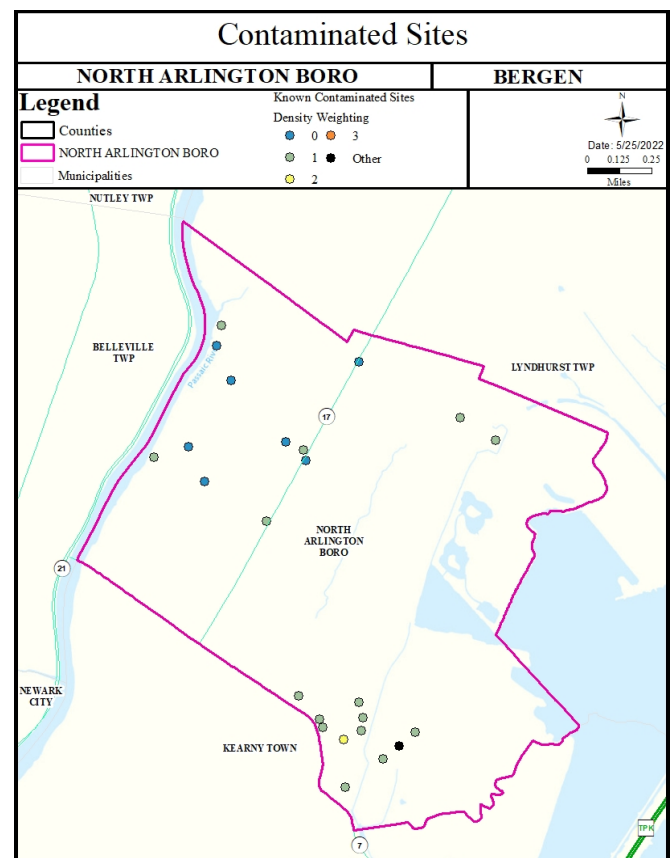 Contaminated Sites
NORTH ARLINGTON BORO
BERGEN
Legend
Counties
NORTH ARLINGTON BORO
Municipalities
Known Contaminated Sites
Density Weighting
0 3
1 Other
2
N
Date: 5/25/2022
0 0.125 0.25
Miles
NUTLEY TWP
BELLEVILLE
TWP
Passaic River
LYNDHURST TWP
17
NORTH
ARLINGTON
BORO
21
NEWARK
CITY
KEARNY TOWN
TPK
7